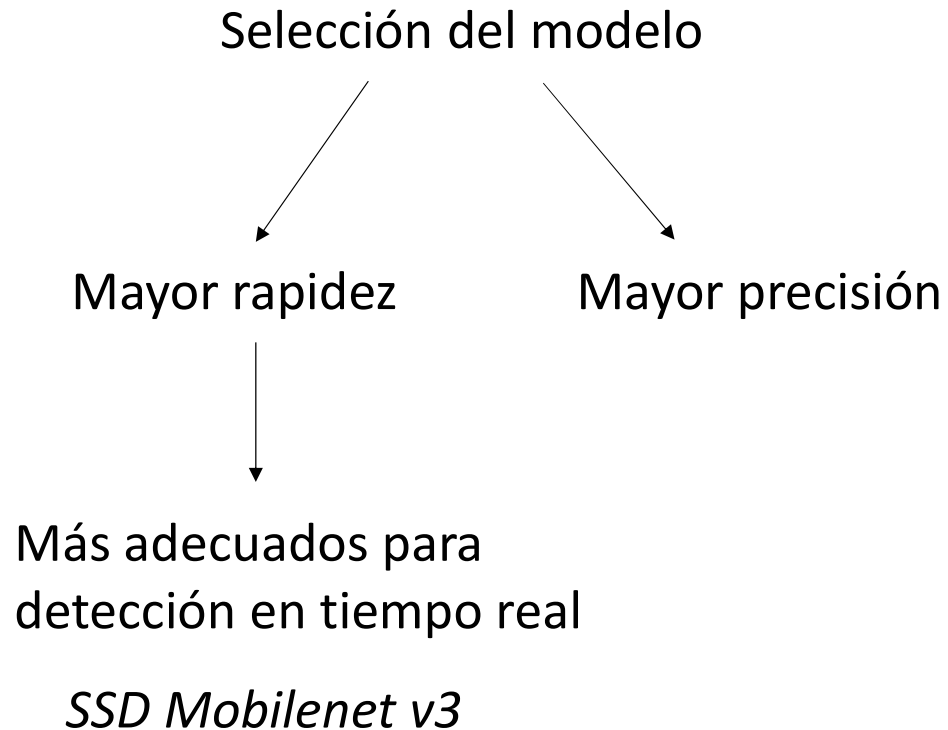 Selección del modelo
Mayor rapidez
Mayor precisión
Más adecuados para
detección en tiempo real
SSD Mobilenet v3